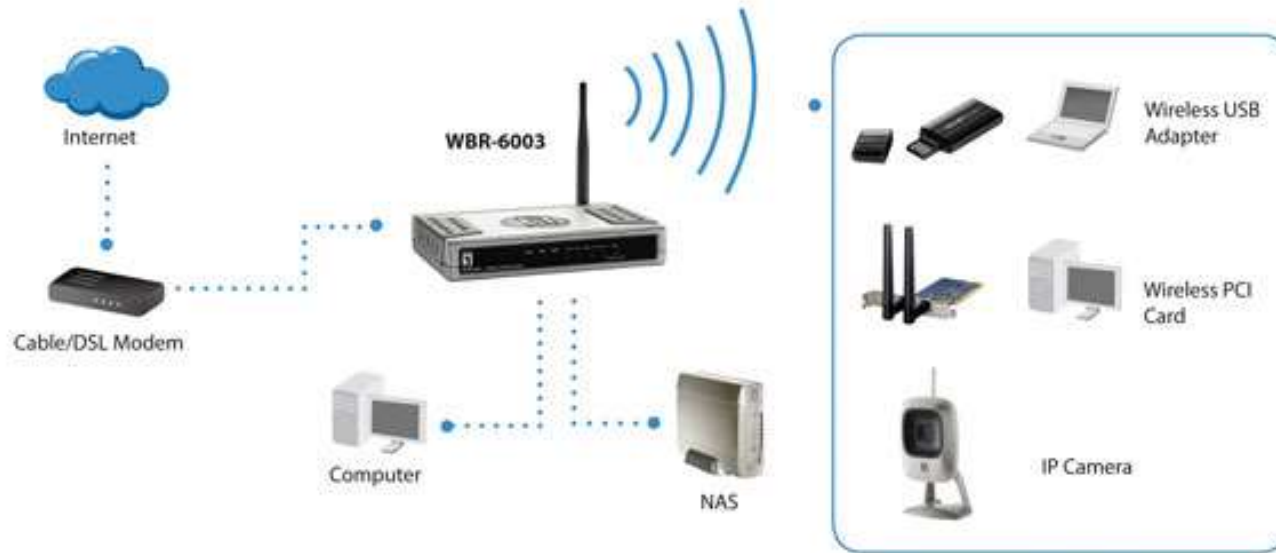 Internet
WBR-6003
Wireless USB
Adapter
Cable/DSL Modem
Wireless PCI
Card
Computer
NAS
IP Camera